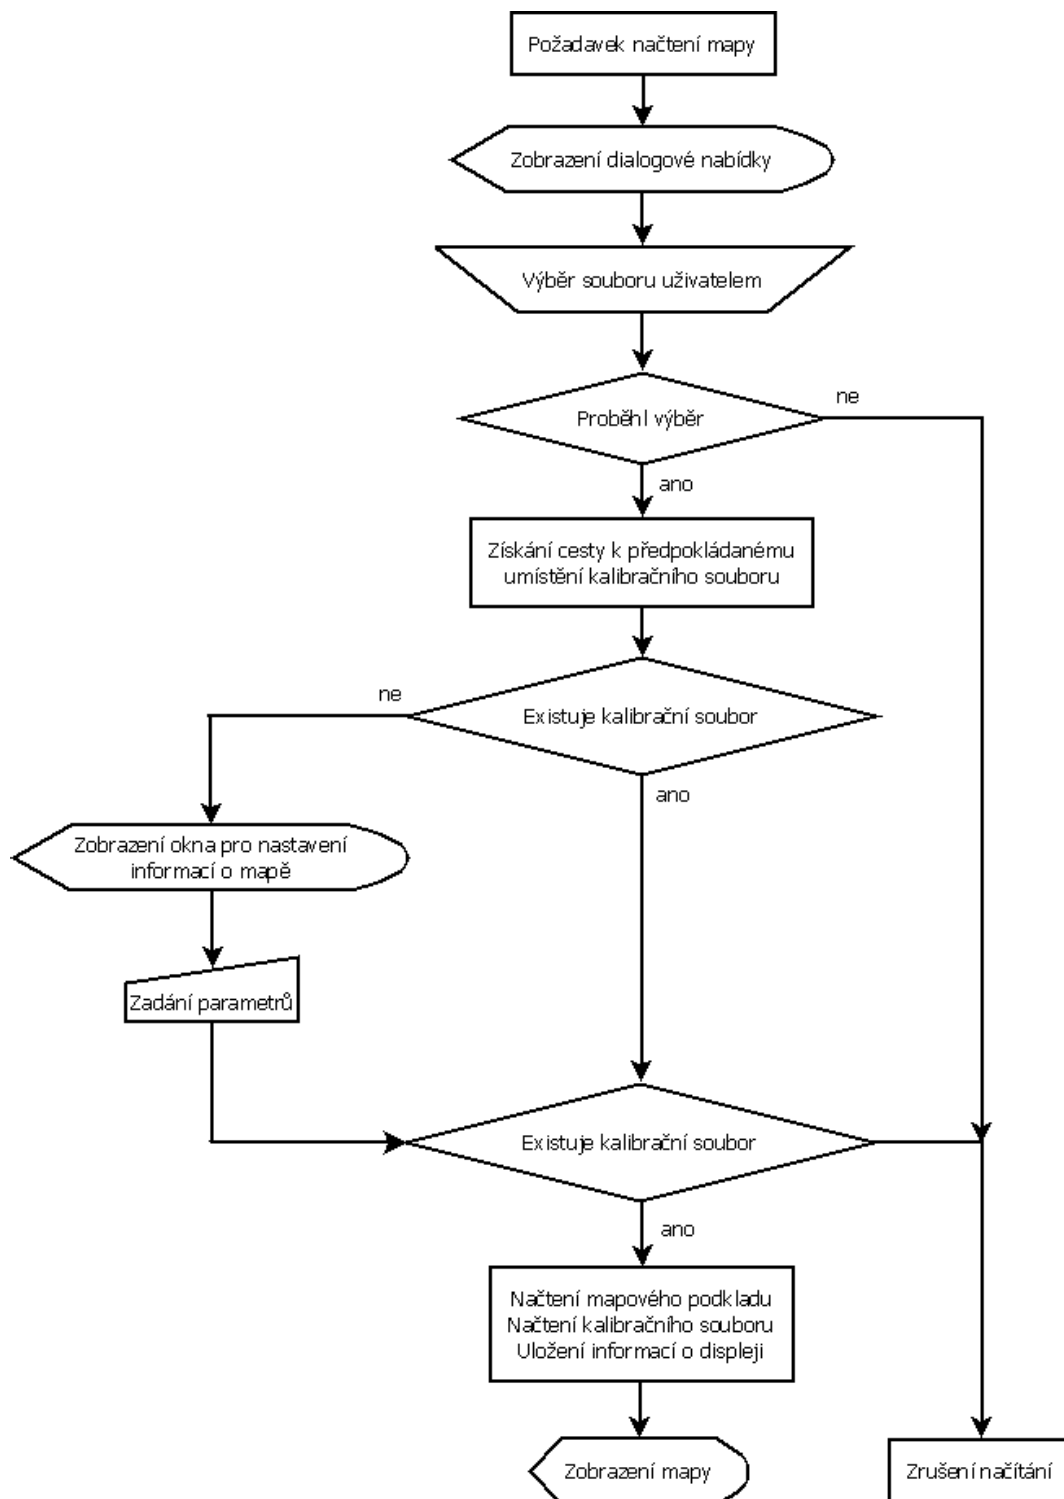 Požadavek načtení mapy
Zobrazení dialogové nabídky
Výběr souboru uživatelem
Proběhl výběr
ne
ano
Získání cesty k předpokládanému
umístění kalibračního souboru
ne
Existuje kalibrační soubor
ano
Zobrazení okna pro nastavení
informací o mapě
Zadání parametrů
Existuje kalibrační soubor
ano
Načtení mapového podkladu
Načtení kalibračního souboru
Uložení informací o displeji
Zobrazení mapy
Zrušení načítání